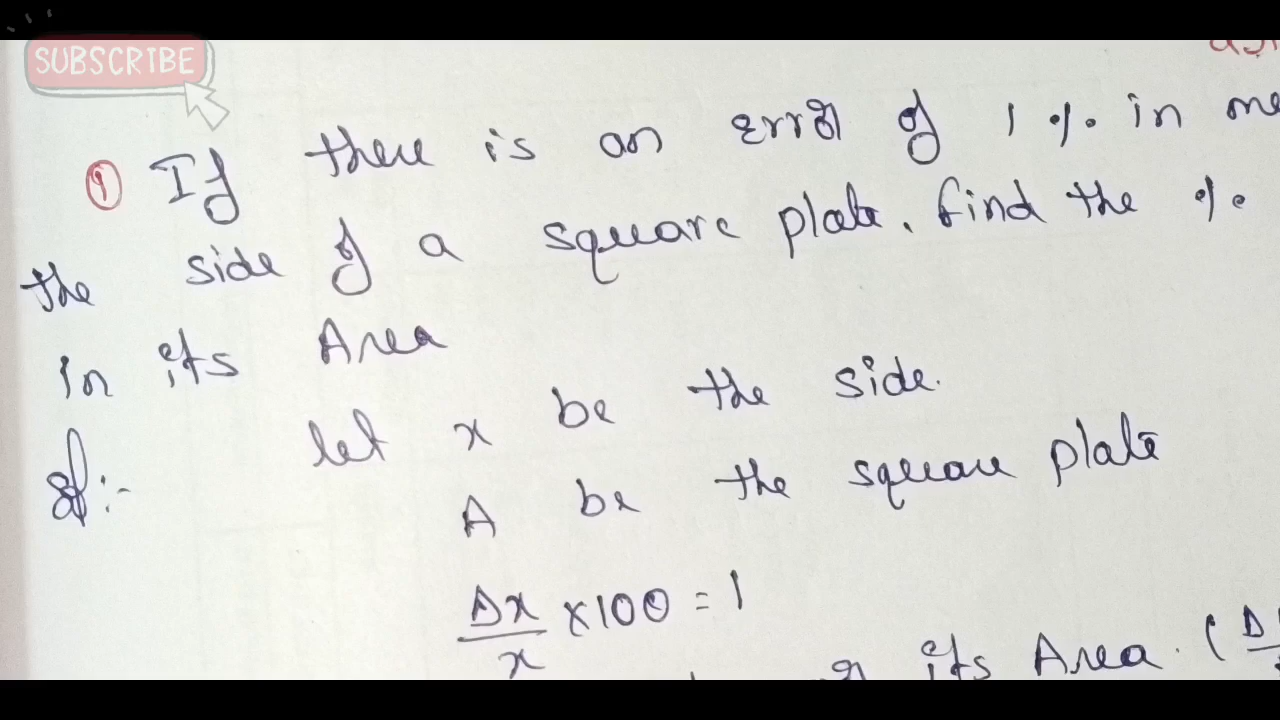 SUBSCRIBE
① If there is an error of 1 % in me
the side of a square plate. find the %
in its Area
Sol:- let x be the side.
A be the square plate
Δx/x × 100 = 1
its Area. (Δ